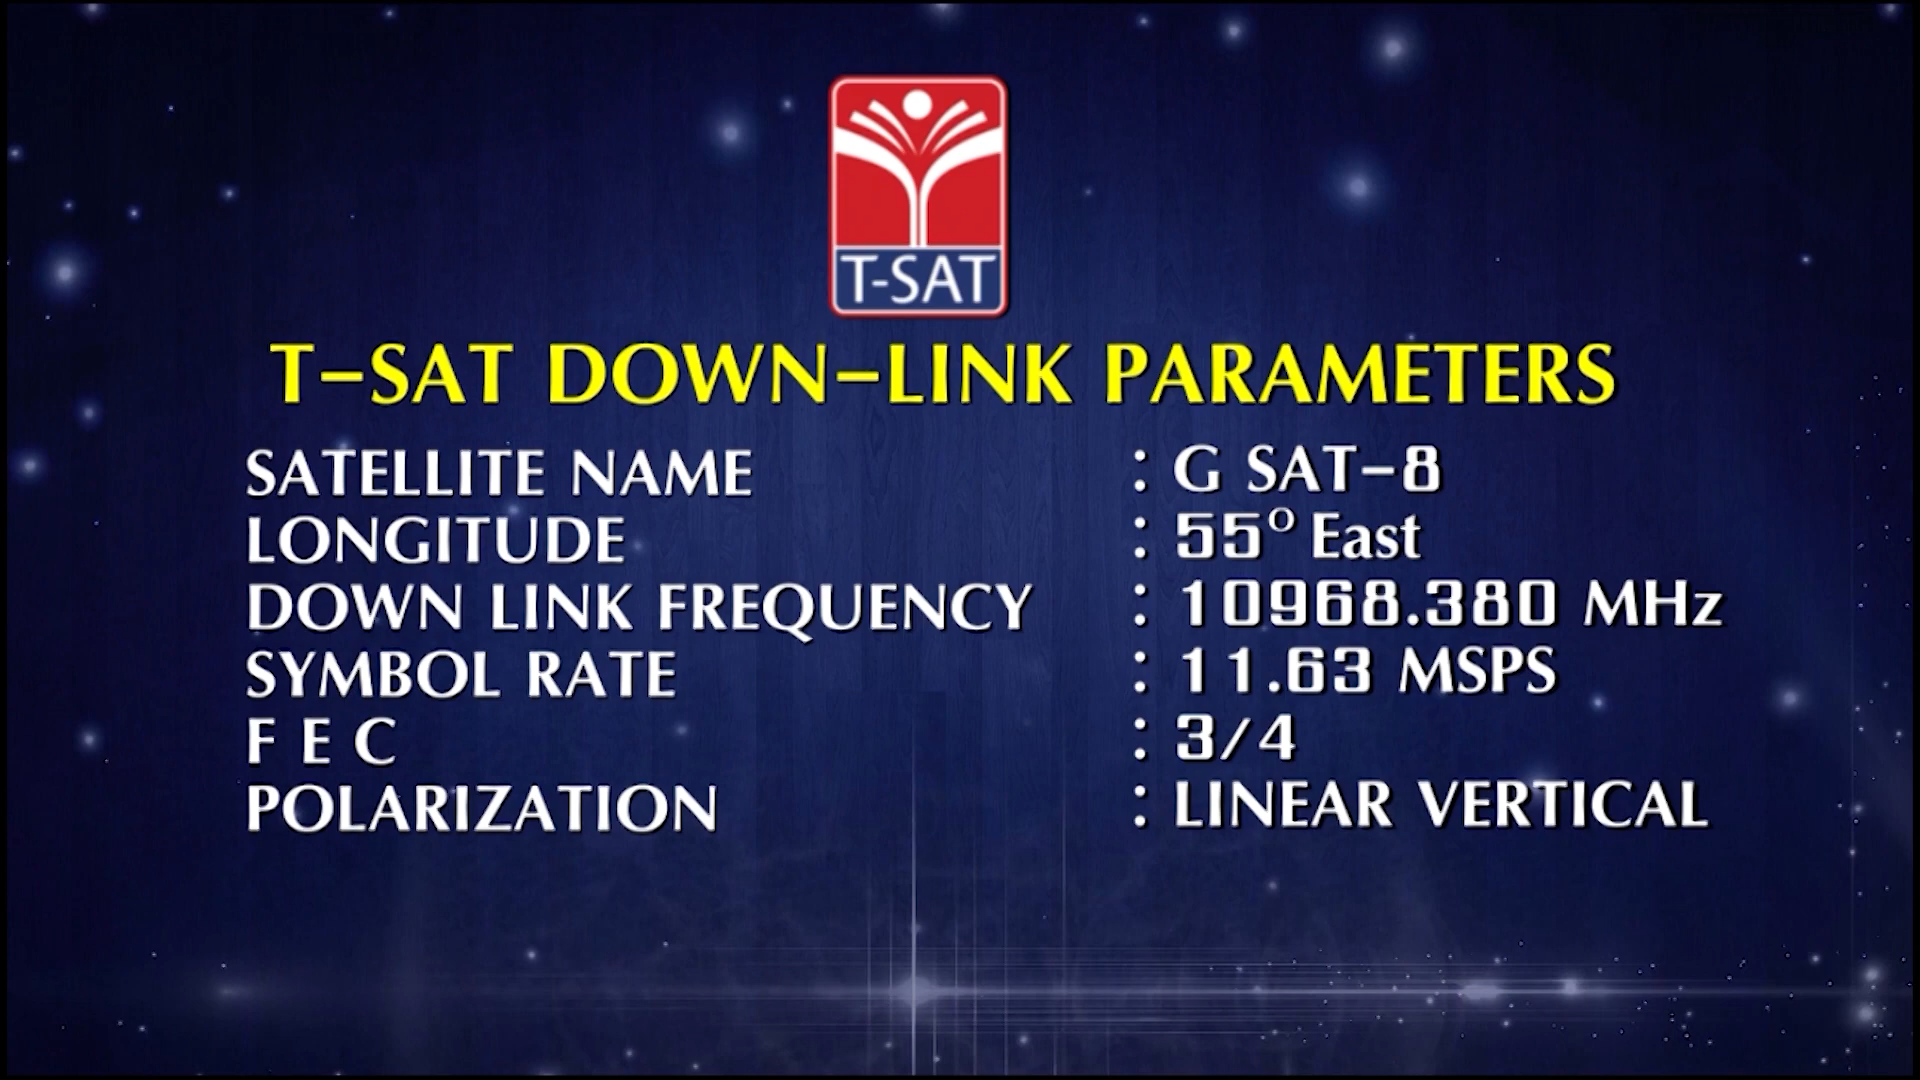 T-SAT
T-SAT DOWN-LINK PARAMETERS
SATELLITE NAME : G SAT-8
LONGITUDE : 55° East
DOWN LINK FREQUENCY : 10968.380 MHz
SYMBOL RATE : 11.63 MSPS
F E C : 3/4
POLARIZATION : LINEAR VERTICAL